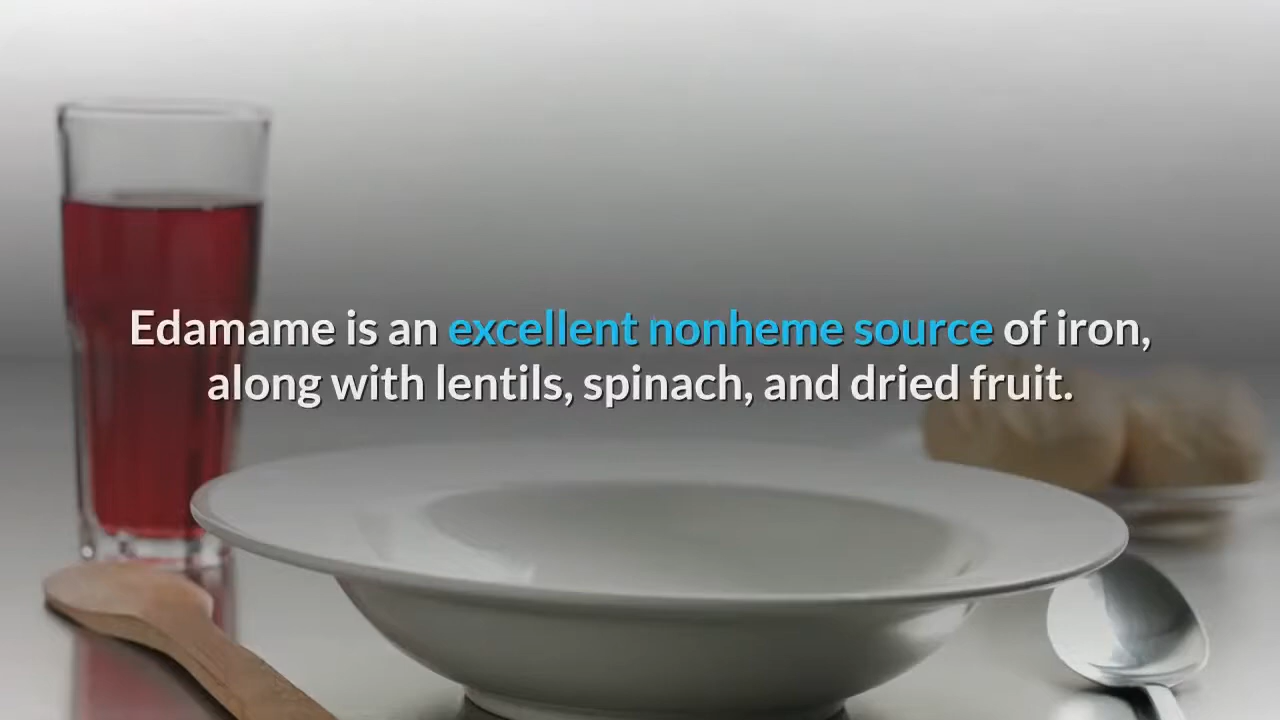 Edamame is an excellent nonheme source of iron,
along with lentils, spinach, and dried fruit.